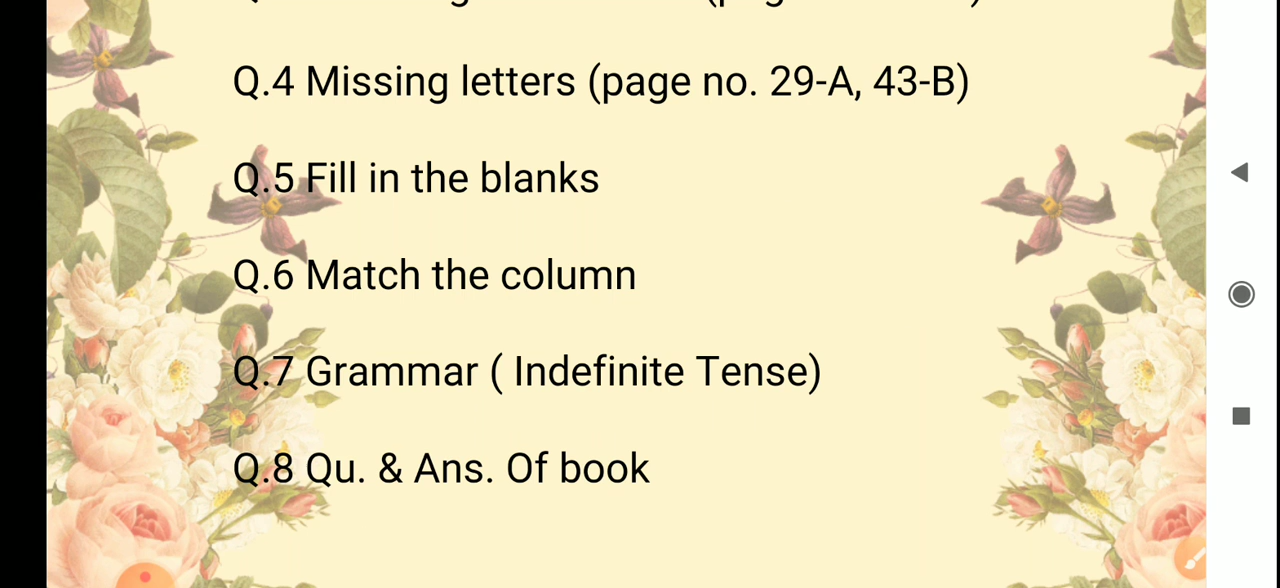 Q.4 Missing letters (page no. 29-A, 43-B)
Q.5 Fill in the blanks
Q.6 Match the column
Q.7 Grammar ( Indefinite Tense)
Q.8 Qu. & Ans. Of book